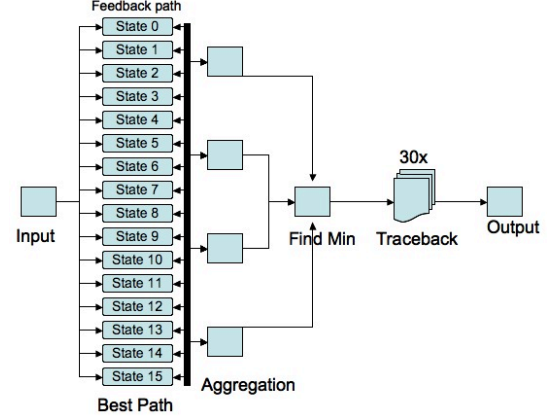 Feedback path
State 0
State 1
State 2
State 3
State 4
State 5
State 6
State 7
State 8
State 9
State 10
State 11
State 12
State 13
State 14
State 15
Input
Best Path
Aggregation
Find Min
30x
Traceback
Output